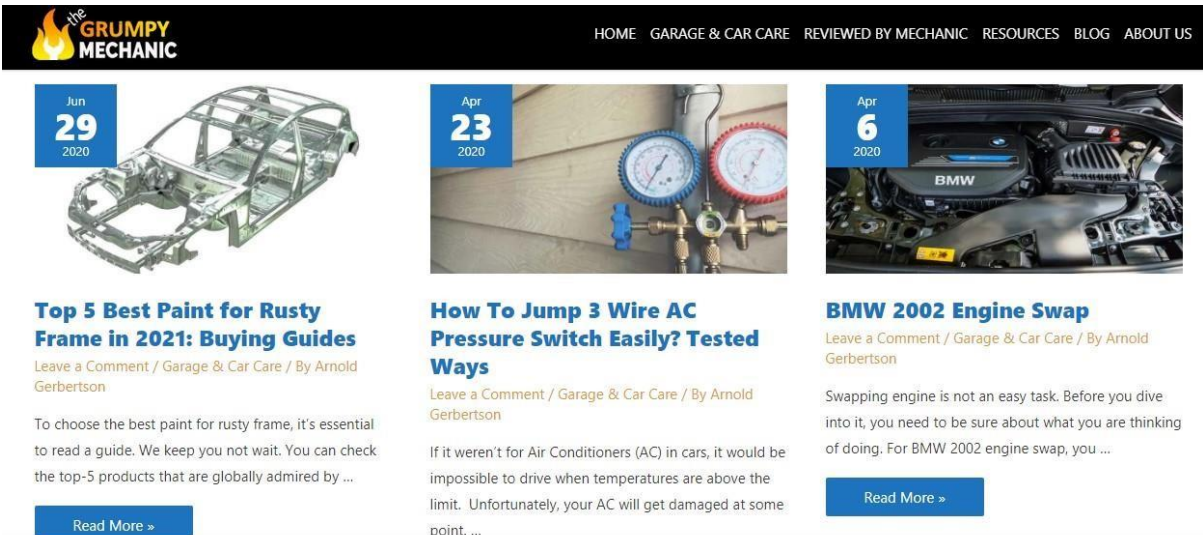 the
GRUMPY
MECHANIC
HOME GARAGE & CAR CARE REVIEWED BY MECHANIC RESOURCES BLOG ABOUT US
Jun
29
2020
Top 5 Best Paint for Rusty
Frame in 2021: Buying Guides
Leave a Comment / Garage & Car Care / By Arnold
Gerbertson
To choose the best paint for rusty frame, it's essential
to read a guide. We keep you not wait. You can check
the top-5 products that are globally admired by ...
Read More »
Apr
23
2020
How To Jump 3 Wire AC
Pressure Switch Easily? Tested
Ways
Leave a Comment / Garage & Car Care / By Arnold
Gerbertson
If it weren't for Air Conditioners (AC) in cars, it would be
impossible to drive when temperatures are above the
limit. Unfortunately, your AC will get damaged at some
point, ...
Apr
6
2020
BMW
BMW 2002 Engine Swap
Leave a Comment / Garage & Car Care / By Arnold
Gerbertson
Swapping engine is not an easy task. Before you dive
into it, you need to be sure about what you are thinking
of doing. For BMW 2002 engine swap, you ...
Read More »